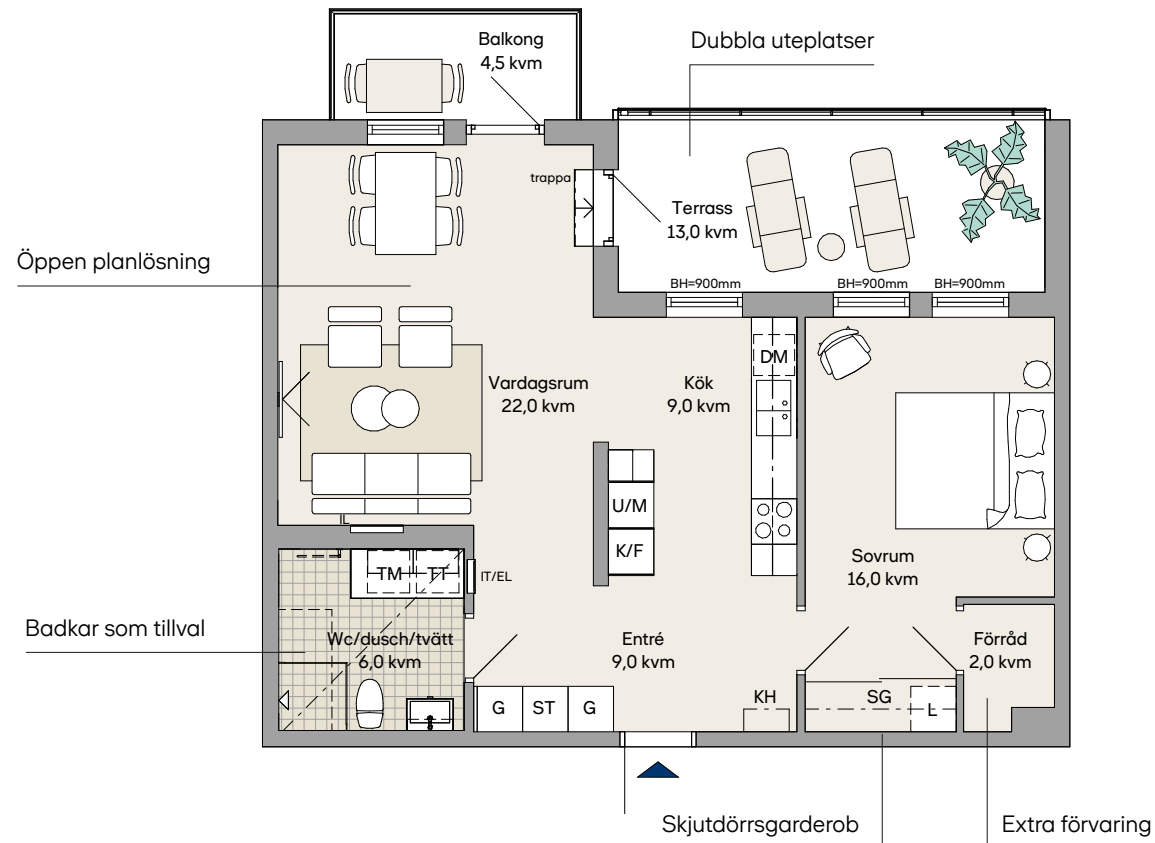 Balkong
4,5 kvm
Dubbla uteplatser
trappa
Terrass
13,0 kvm
Öppen planlösning
BH=900mm
BH=900mm
BH=900mm
DM
Vardagsrum
22,0 kvm
Kök
9,0 kvm
U/M
K/F
Sovrum
16,0 kvm
TM
TT
IT/EL
Badkar som tillval
Wc/dusch/tvätt
6,0 kvm
Entré
9,0 kvm
Förråd
2,0 kvm
G
ST
G
KH
SG
L
Skjutdörrsgarderob
Extra förvaring